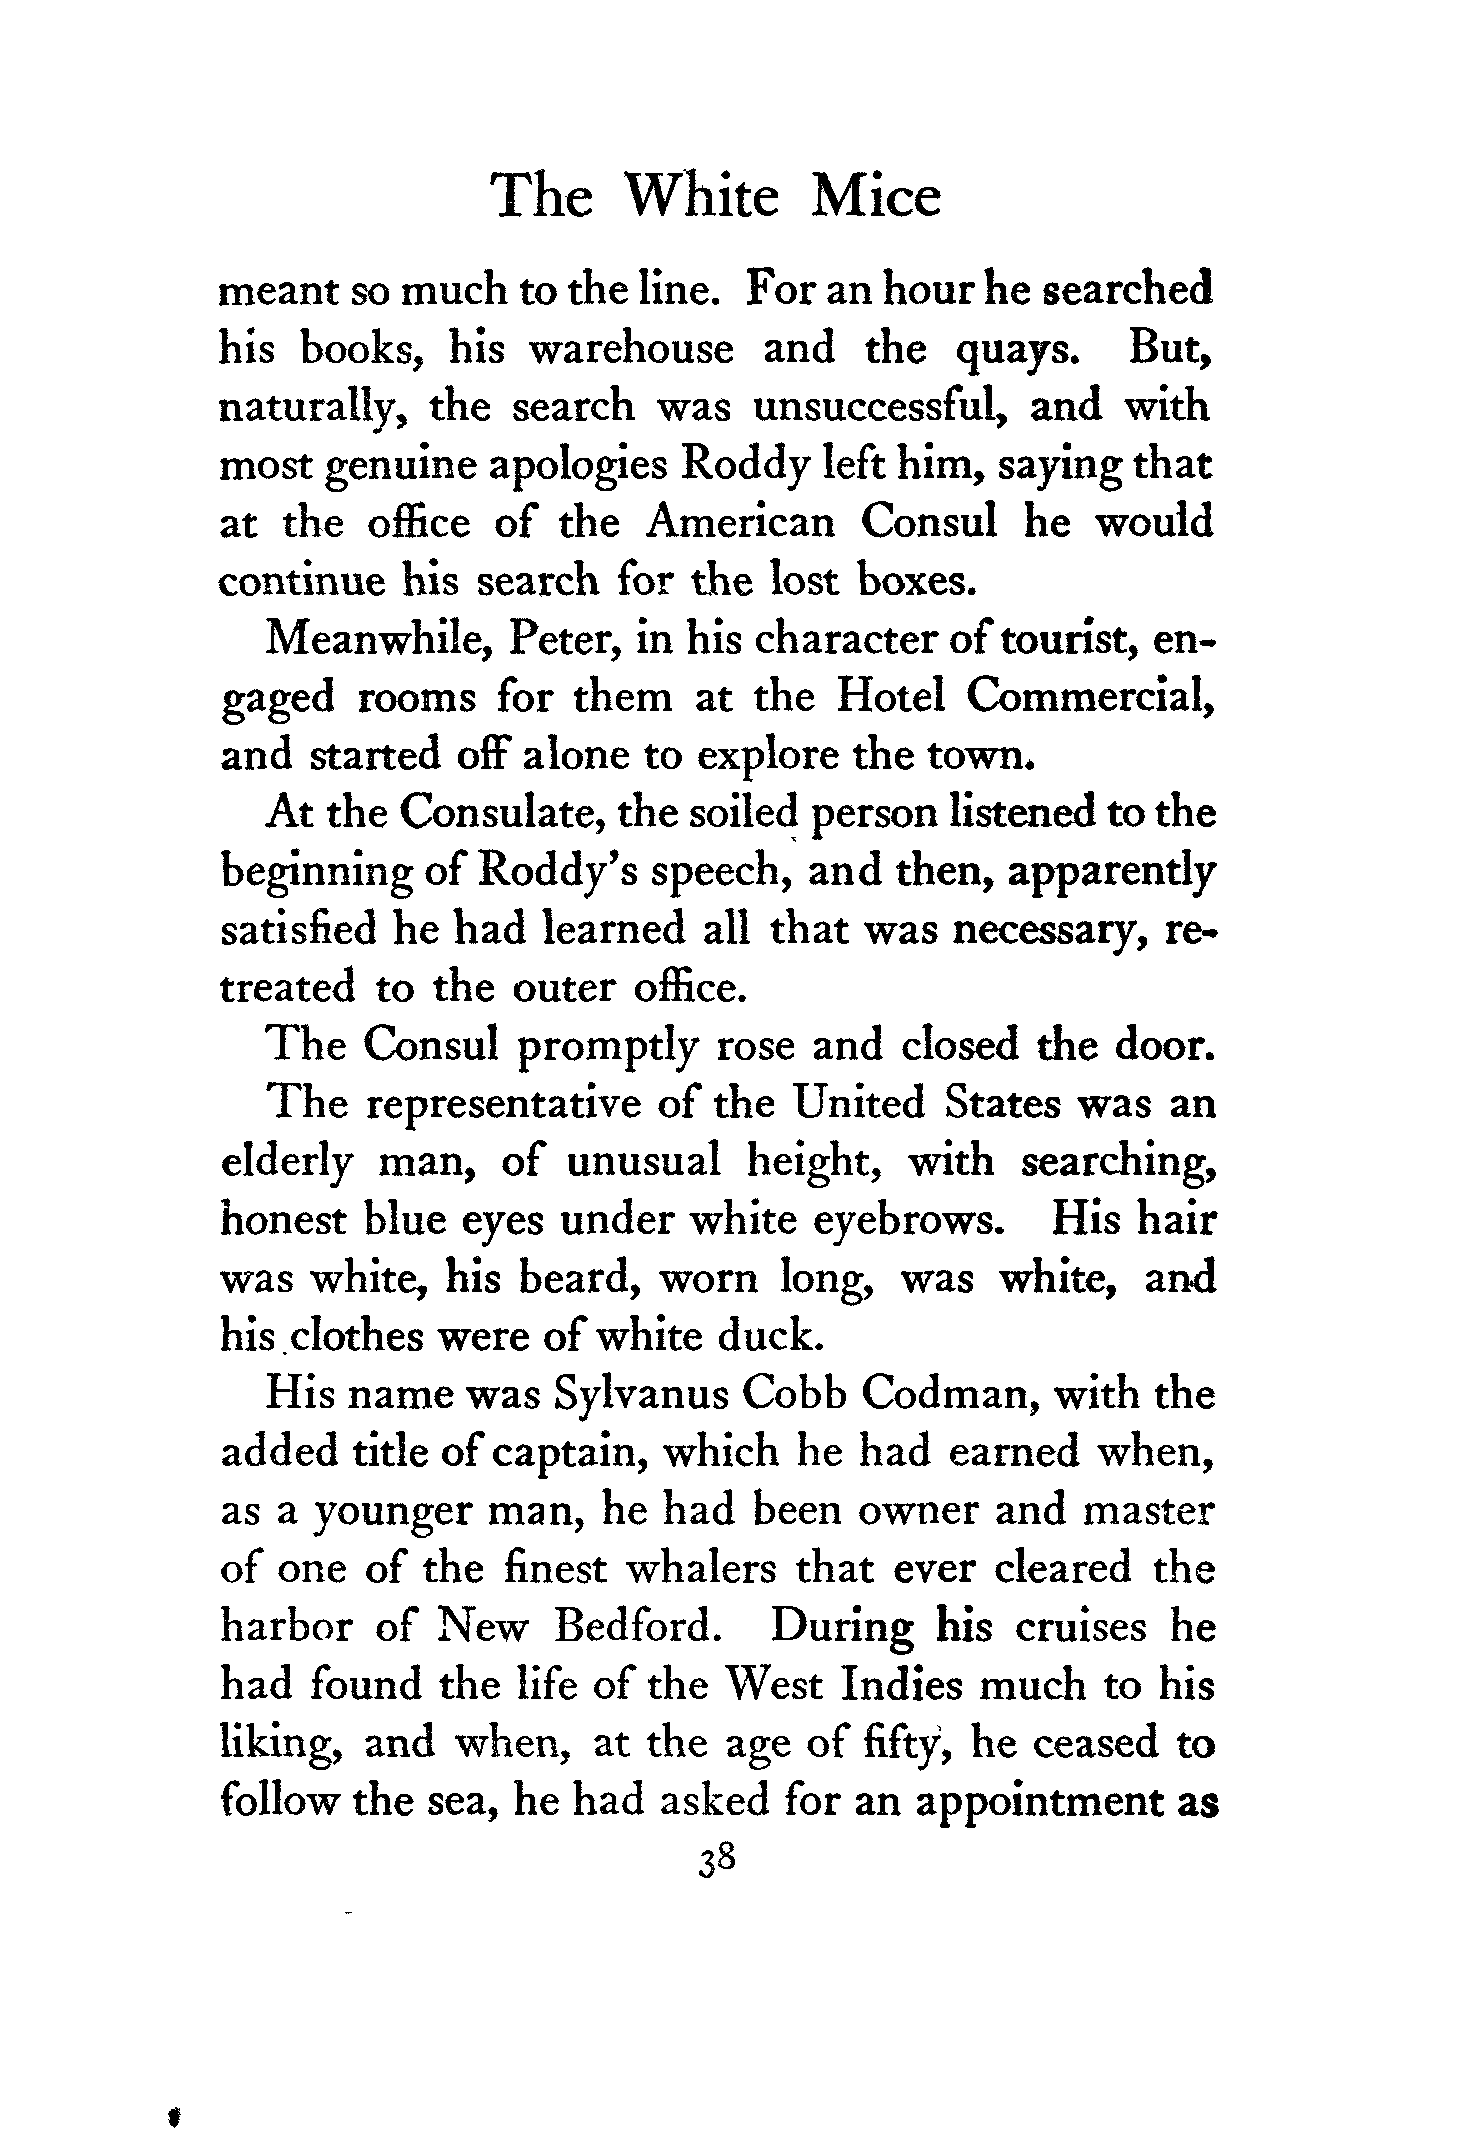 The White Mice
meant so much to the line. For an hour he searched
his books, his warehouse and the quays. But,
naturally, the search was unsuccessful, and with
most genuine apologies Roddy left him, saying that
at the office of the American Consul he would
continue his search for the lost boxes.
Meanwhile, Peter, in his character of tourist, en-
gaged rooms for them at the Hotel Commercial,
and started off alone to explore the town.
At the Consulate, the soiled person listened to the
beginning of Roddy's speech, and then, apparently
satisfied he had learned all that was necessary, re-
treated to the outer office.
The Consul promptly rose and closed the door.
The representative of the United States was an
elderly man, of unusual height, with searching,
honest blue eyes under white eyebrows. His hair
was white, his beard, worn long, was white, and
his clothes were of white duck.
His name was Sylvanus Cobb Codman, with the
added title of captain, which he had earned when,
as a younger man, he had been owner and master
of one of the finest whalers that ever cleared the
harbor of New Bedford. During his cruises he
had found the life of the West Indies much to his
liking, and when, at the age of fifty, he ceased to
follow the sea, he had asked for an appointment as
38